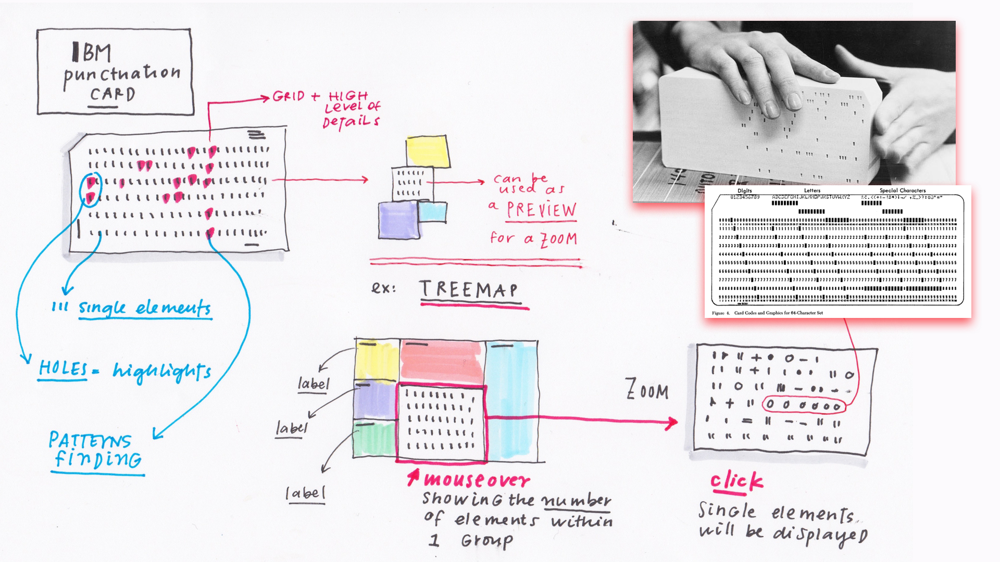 IBM
punctuation
CARD
GRID + HIGH
Level of
Details
can be
used as
a PREVIEW
for a ZOOM
ex: TREEMAP
III single elements
HOLES = highlights
PATTERNS
finding
label
label
label
mouseover
showing the number
of elements within
1 Group
ZOOM
click
Single elements
will be displayed
Digits Letters Special Characters
0123456789 ABCDEFGHIJKLMNOPQRSTUVWXYZ
Figure 4. Card Codes and Graphics for 64-Character Set